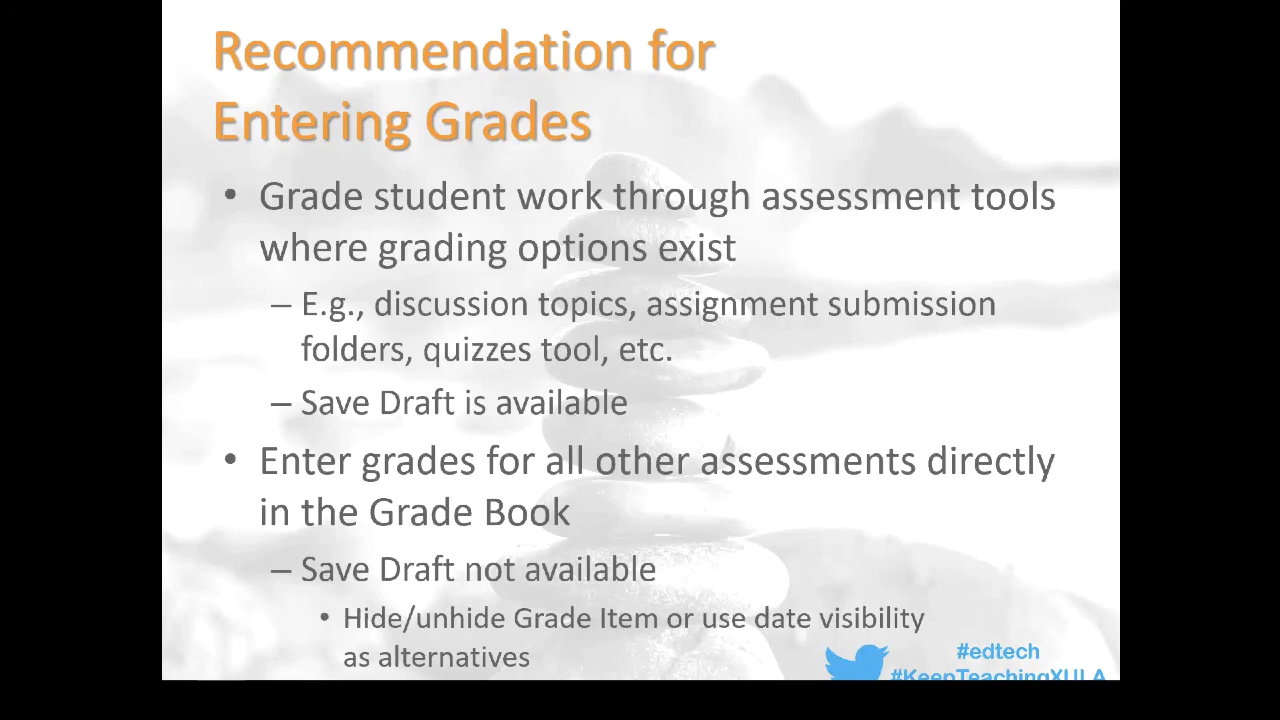 Recommendation for
Entering Grades
• Grade student work through assessment tools
where grading options exist
– E.g., discussion topics, assignment submission
folders, quizzes tool, etc.
– Save Draft is available
• Enter grades for all other assessments directly
in the Grade Book
– Save Draft not available
• Hide/unhide Grade Item or use date visibility
as alternatives
#edtech
#KeepTeachingXULA